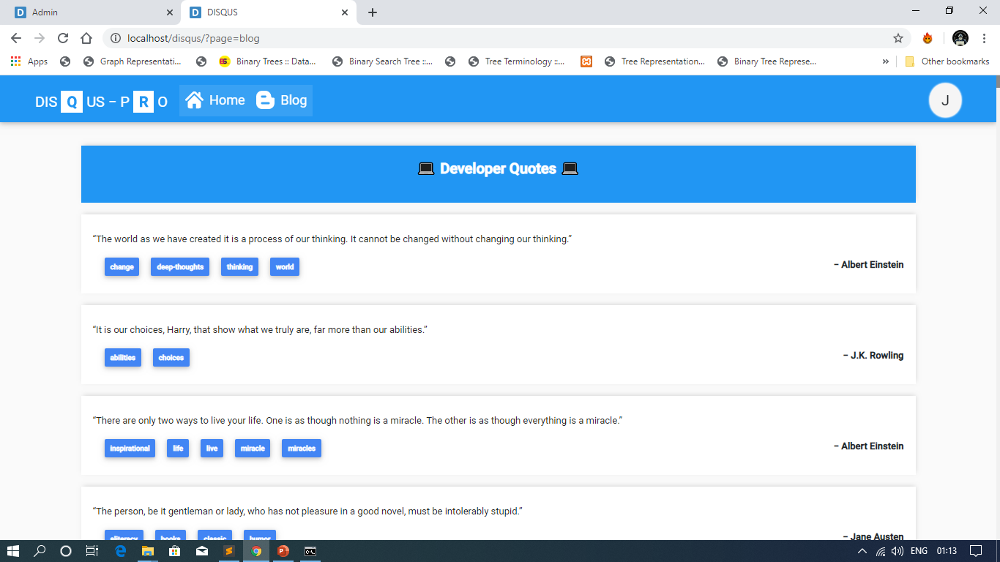 Admin
DISQUS
localhost/disqus/?page=blog
Apps
Graph Representati...
Binary Trees :: Data...
Binary Search Tree ::...
Tree Terminology ::...
Tree Representation...
Binary Tree Represe...
»
Other bookmarks
DIS Q US – P R O
Home
Blog
J
Developer Quotes
“The world as we have created it is a process of our thinking. It cannot be changed without changing our thinking.”
change deep-thoughts thinking world
– Albert Einstein
“It is our choices, Harry, that show what we truly are, far more than our abilities.”
abilities choices
– J.K. Rowling
“There are only two ways to live your life. One is as though nothing is a miracle. The other is as though everything is a miracle.”
inspirational life live miracle miracles
– Albert Einstein
“The person, be it gentleman or lady, who has not pleasure in a good novel, must be intolerably stupid.”
aliteracy books classic humor
– Jane Austen
ENG 01:13